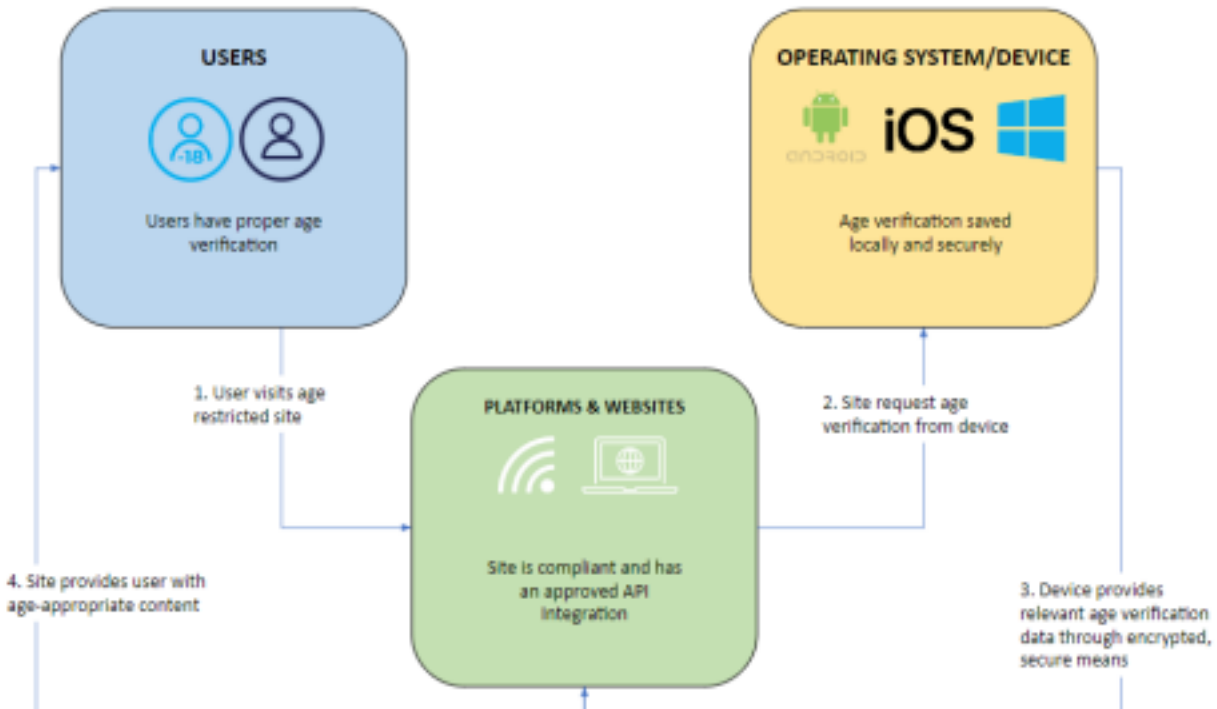 USERS
-18
Users have proper age
verification
OPERATING SYSTEM/DEVICE
android
iOS
Age verification saved
locally and securely
1. User visits age
restricted site
PLATFORMS & WEBSITES
2. Site request age
verification from device
Site is compliant and has
an approved API
Integration
4. Site provides user with
age-appropriate content
3. Device provides
relevant age verification
data through encrypted,
secure means